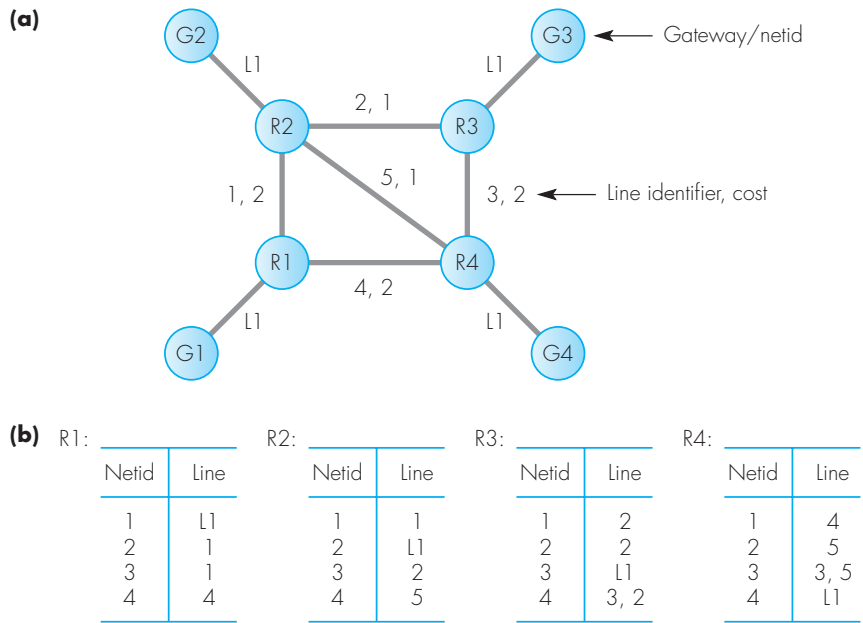 (a)
G2
G3
Gateway/netid
L1
L1
2, 1
R2
R3
5, 1
1, 2
3, 2
Line identifier, cost
R1
R4
4, 2
L1
L1
G1
G4
(b)
R1:
R2:
R3:
R4:
Netid Line
Netid Line
Netid Line
Netid Line
1 L1
1 1
1 2
1 4
2 1
2 L1
2 2
2 5
3 1
3 2
3 L1
3 3, 5
4 4
4 5
4 3, 2
4 L1